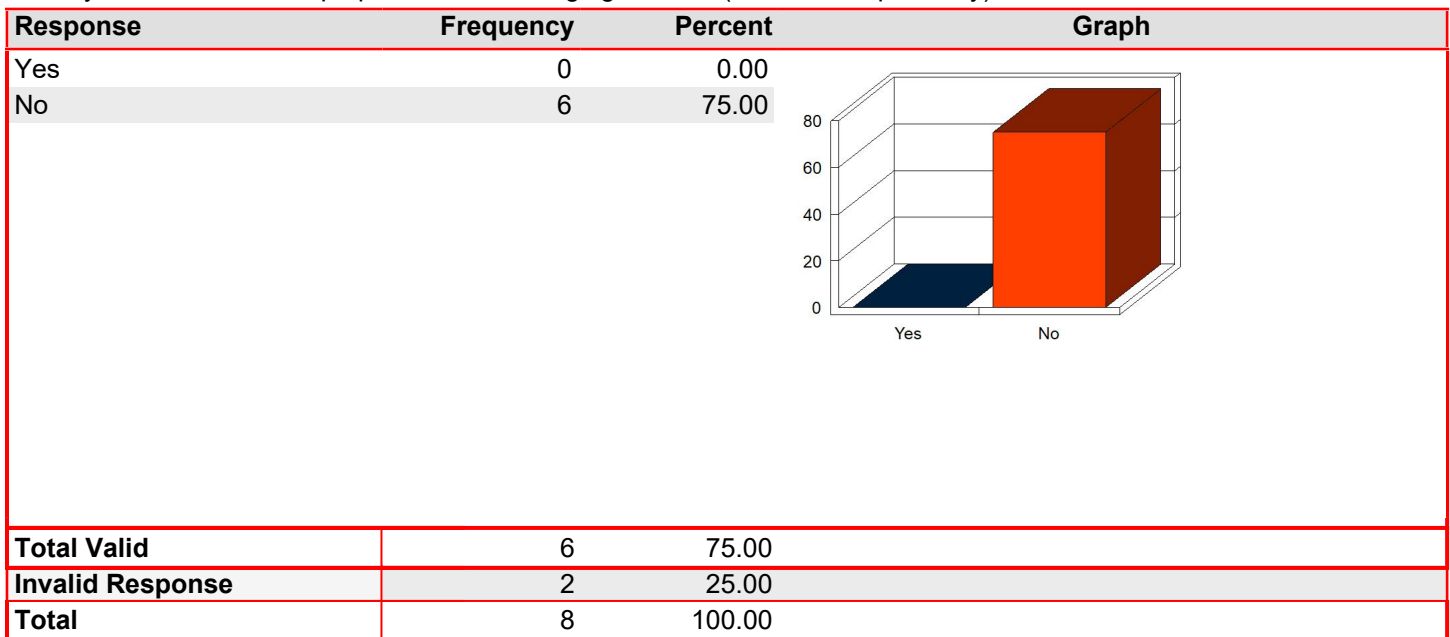 Response Frequency Percent Graph
Yes 0 0.00
No 6 75.00
80
60
40
20
0
Yes No
Total Valid 6 75.00
Invalid Response 2 25.00
Total 8 100.00